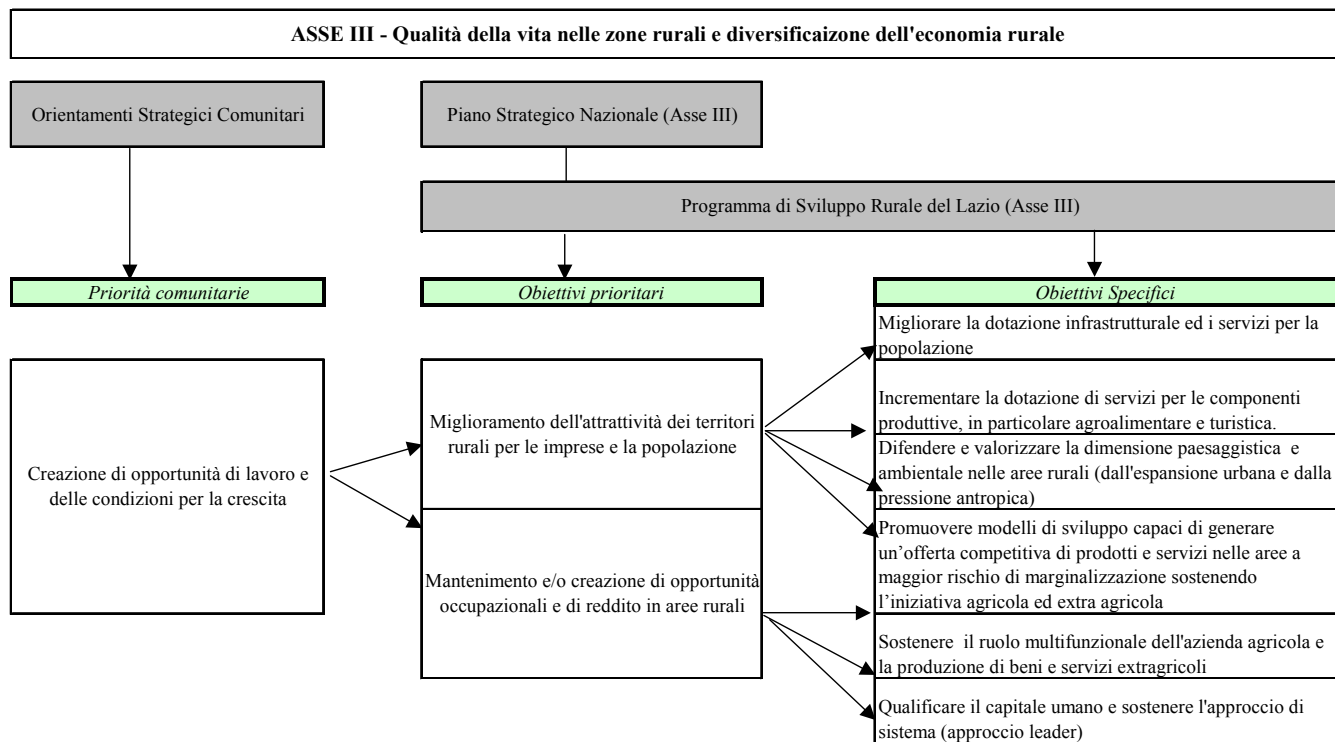 ASSE III - Qualità della vita nelle zone rurali e diversificaizone dell'economia rurale
Orientamenti Strategici Comunitari
Piano Strategico Nazionale (Asse III)
Programma di Sviluppo Rurale del Lazio (Asse III)
Priorità comunitarie
Obiettivi prioritari
Obiettivi Specifici
Creazione di opportunità di lavoro e
delle condizioni per la crescita
Miglioramento dell'attrattività dei territori
rurali per le imprese e la popolazione
Mantenimento e/o creazione di opportunità
occupazionali e di reddito in aree rurali
Migliorare la dotazione infrastrutturale ed i servizi per la
popolazione
Incrementare la dotazione di servizi per le componenti
produttive, in particolare agroalimentare e turistica.
Difendere e valorizzare la dimensione paesaggistica e
ambientale nelle aree rurali (dall'espansione urbana e dalla
pressione antropica)
Promuovere modelli di sviluppo capaci di generare
un’offerta competitiva di prodotti e servizi nelle aree a
maggior rischio di marginalizzazione sostenendo
l’iniziativa agricola ed extra agricola
Sostenere il ruolo multifunzionale dell'azienda agricola e
la produzione di beni e servizi extragricoli
Qualificare il capitale umano e sostenere l'approccio di
sistema (approccio leader)